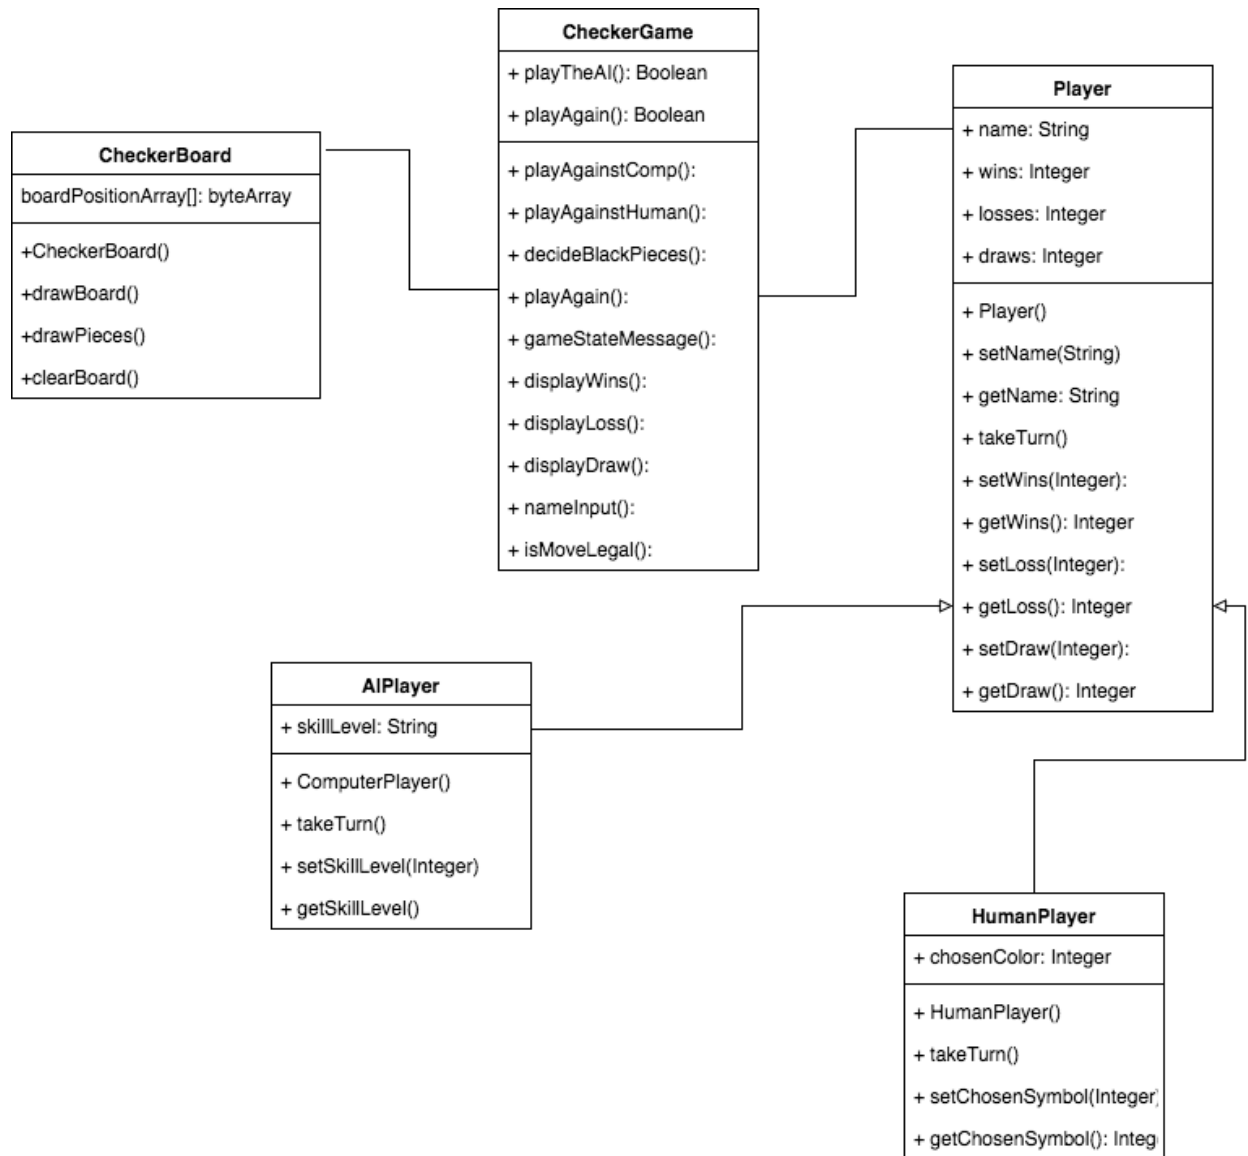 CheckerGame
+ playTheAI(): Boolean
+ playAgain(): Boolean
+ playAgainstComp():
+ playAgainstHuman():
+ decideBlackPieces():
+ playAgain():
+ gameStateMessage():
+ displayWins():
+ displayLoss():
+ displayDraw():
+ nameInput():
+ isMoveLegal():
Player
+ name: String
+ wins: Integer
+ losses: Integer
+ draws: Integer
+ Player()
+ setName(String)
+ getName: String
+ takeTurn()
+ setWins(Integer):
+ getWins(): Integer
+ setLoss(Integer):
+ getLoss(): Integer
+ setDraw(Integer):
+ getDraw(): Integer
CheckerBoard
boardPositionArray[]: byteArray
+CheckerBoard()
+drawBoard()
+drawPieces()
+clearBoard()
AIPlayer
+ skillLevel: String
+ ComputerPlayer()
+ takeTurn()
+ setSkillLevel(Integer)
+ getSkillLevel()
HumanPlayer
+ chosenColor: Integer
+ HumanPlayer()
+ takeTurn()
+ setChosenSymbol(Integer)
+ getChosenSymbol(): Integ